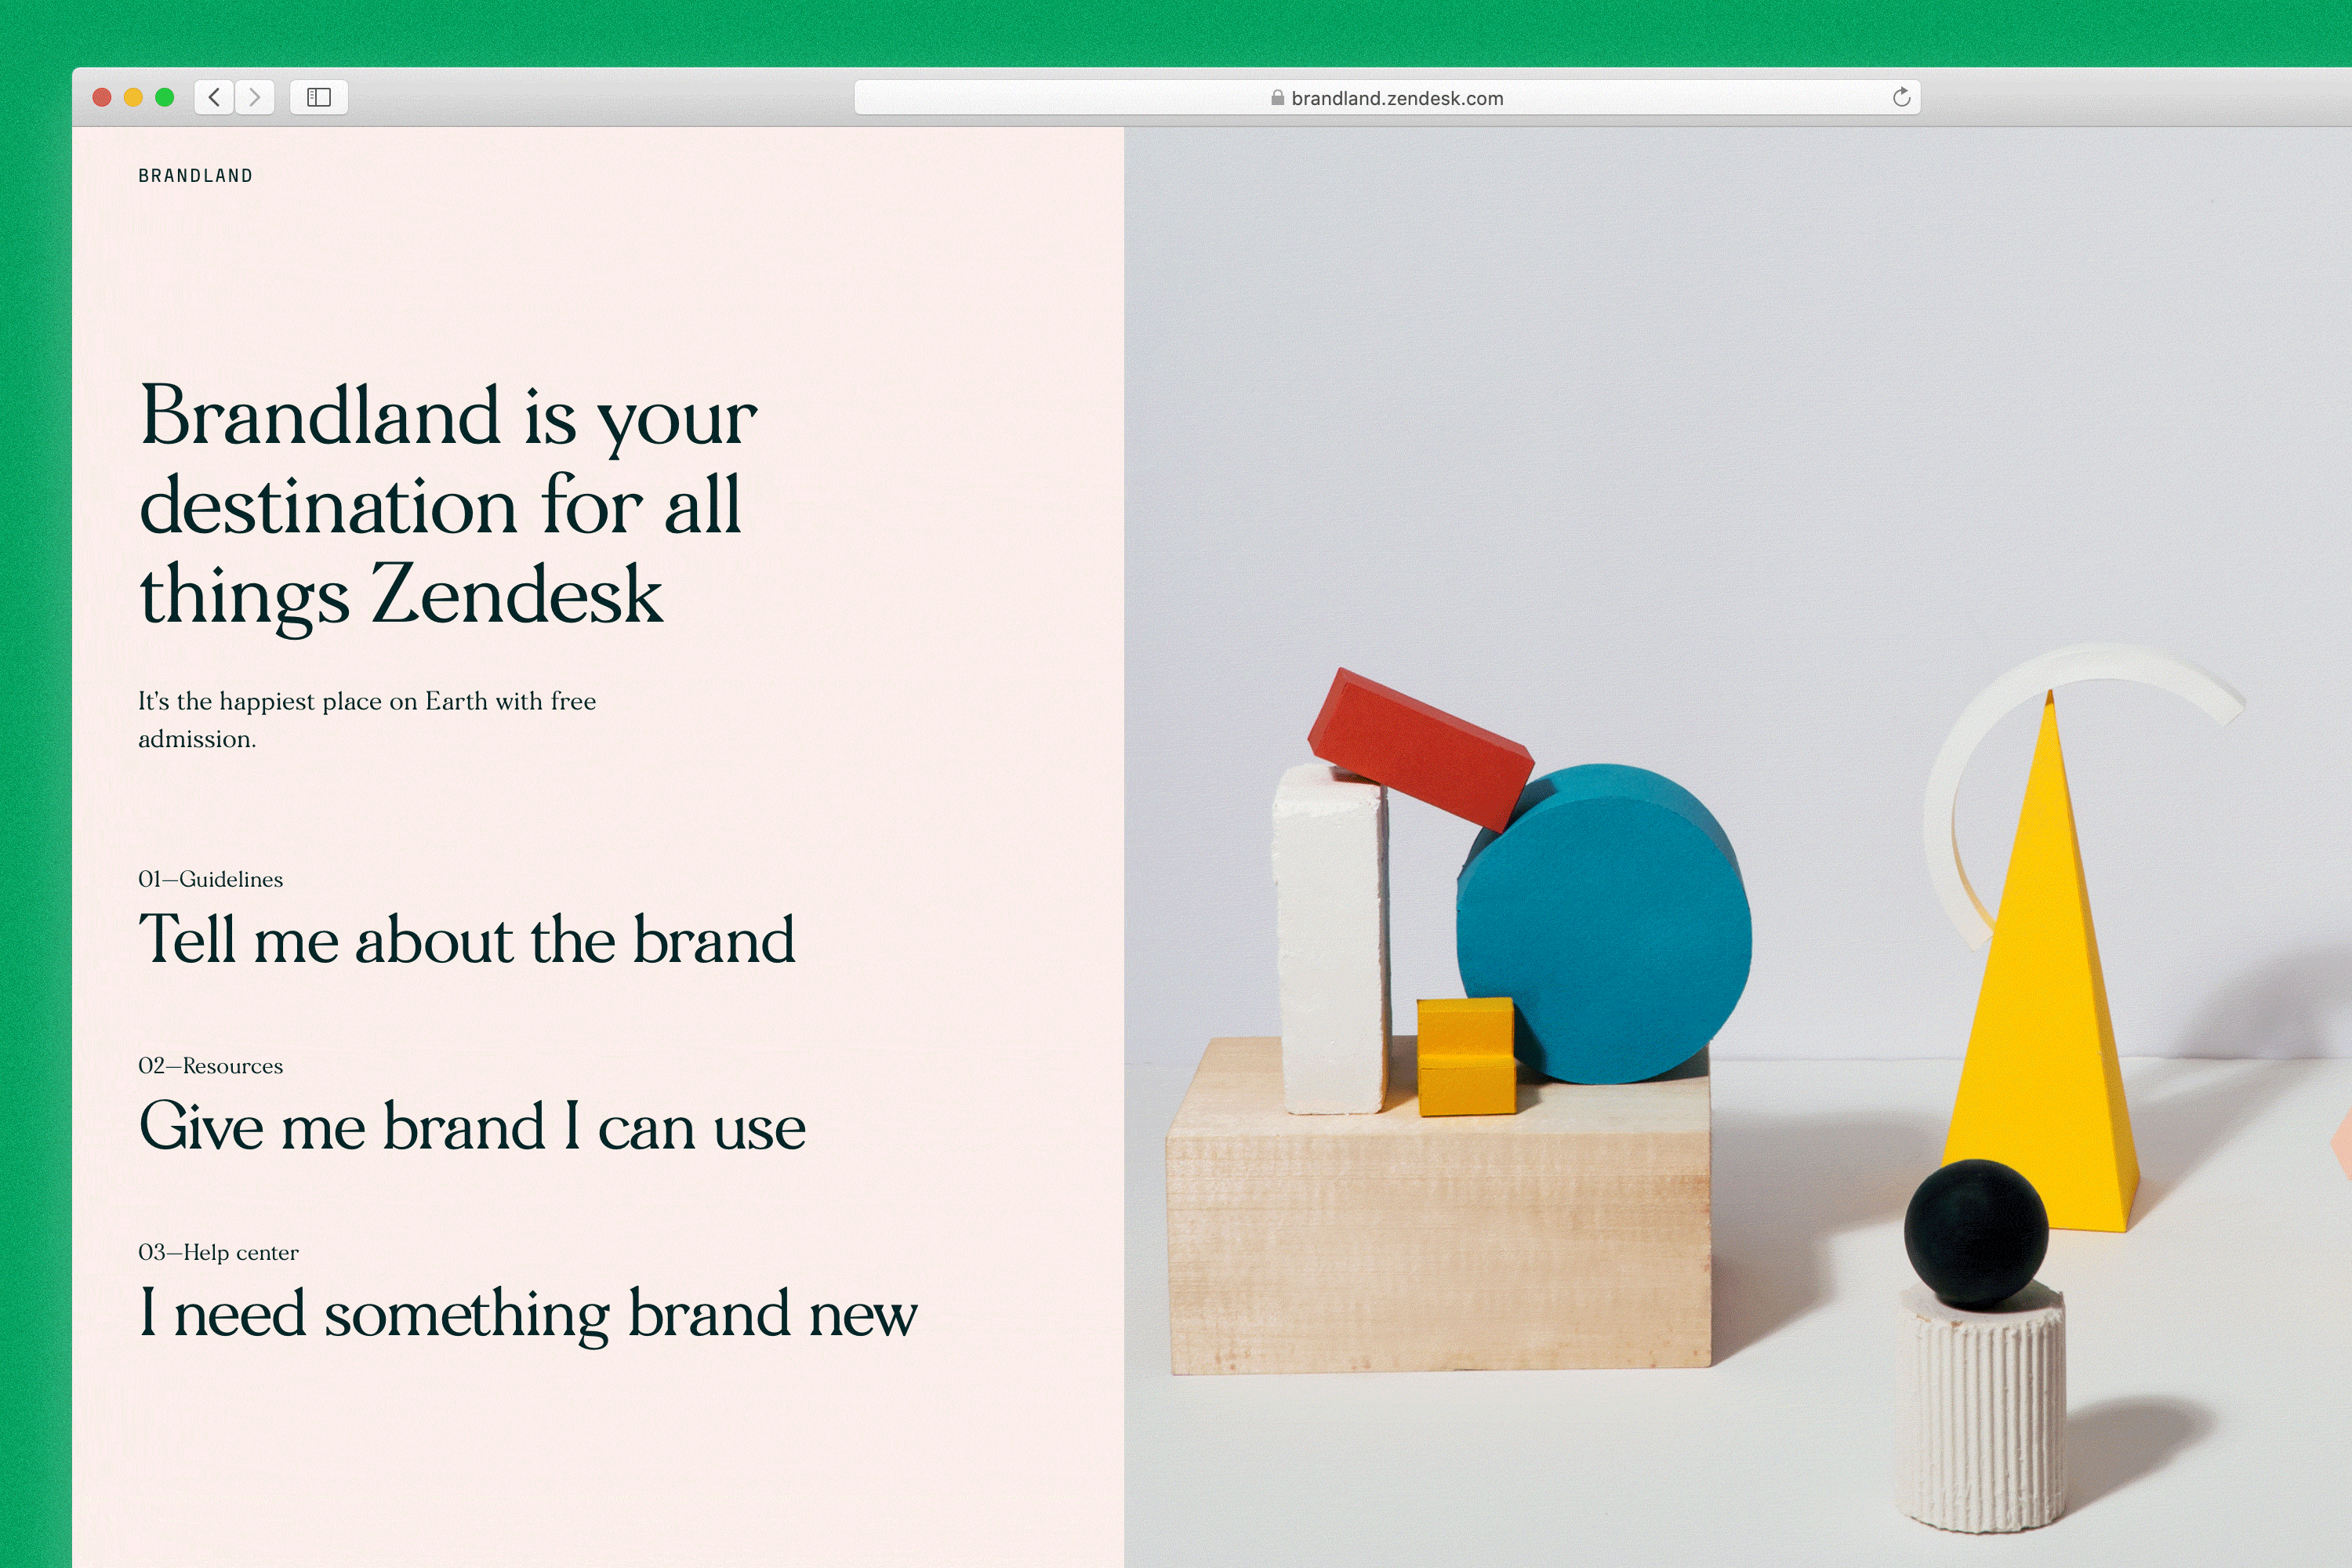 brandland.zendesk.com
BRANDLAND
Brandland is your
destination for all
things Zendesk
It's the happiest place on Earth with free
admission.
01—Guidelines
Tell me about the brand
02—Resources
Give me brand I can use
03—Help center
I need something brand new